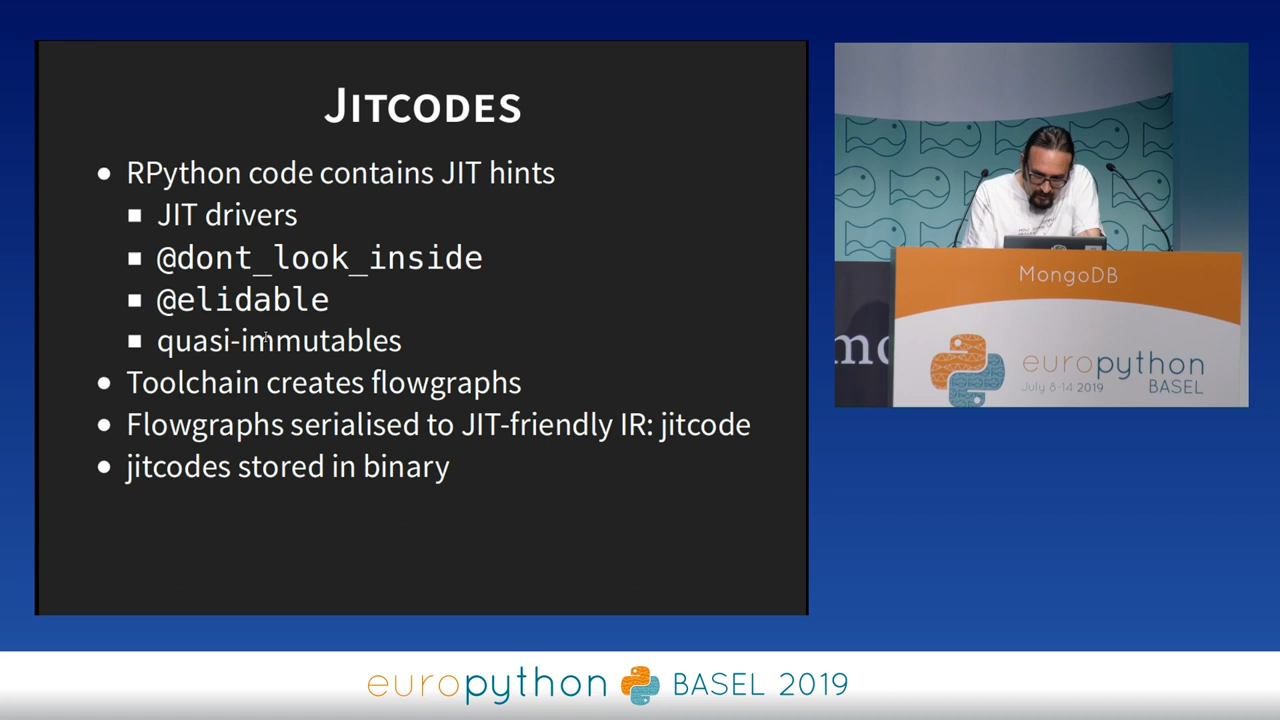 JITCODES
• RPython code contains JIT hints
▪ JIT drivers
▪ @dont_look_inside
▪ @elidable
▪ quasi-immutables
• Toolchain creates flowgraphs
• Flowgraphs serialised to JIT-friendly IR: jitcode
• jitcodes stored in binary
MongoDB
europython
July 8-14 2019 BASEL
europython BASEL 2019